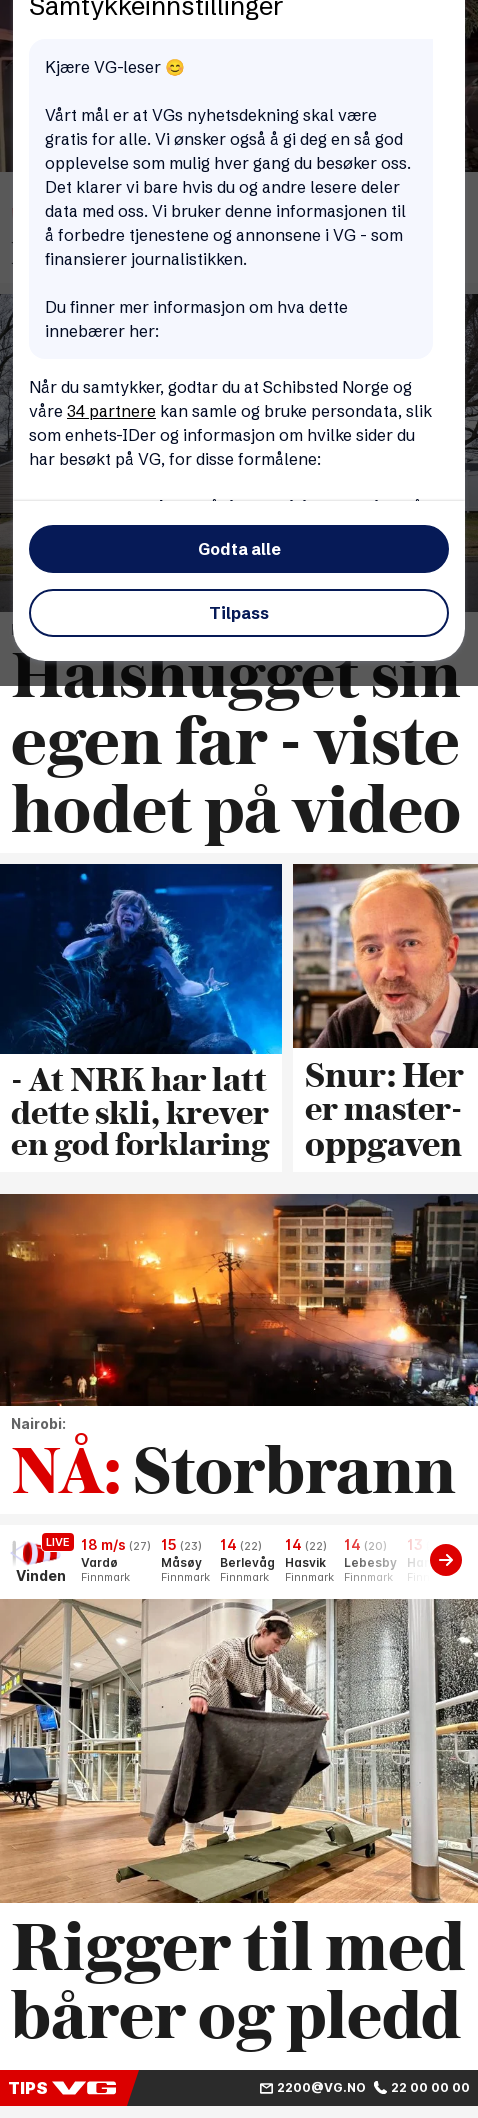 Samtykkeinnstillinger
Kjære VG-leser 😊
Vårt mål er at VGs nyhetsdekning skal være
gratis for alle. Vi ønsker også å gi deg en så god
opplevelse som mulig hver gang du besøker oss.
Det klarer vi bare hvis du og andre lesere deler
data med oss. Vi bruker denne informasjonen til
å forbedre tjenestene og annonsene i VG - som
finansierer journalistikken.
Du finner mer informasjon om hva dette
innebærer her:
Når du samtykker, godtar du at Schibsted Norge og
våre 34 partnere kan samle og bruke persondata, slik
som enhets-IDer og informasjon om hvilke sider du
har besøkt på VG, for disse formålene:
Godta alle
Tilpass
Halshugget sin
egen far - viste
hodet på video
- At NRK har latt
dette skli, krever
en god forklaring
Snur: Her
er master-
oppgaven
Nairobi:
NÅ: Storbrann
LIVE
Vinden
18 m/s (27)
Vardø
Finnmark
15 (23)
Måsøy
Finnmark
14 (22)
Berlevåg
Finnmark
14 (22)
Hasvik
Finnmark
14 (20)
Lebesby
Finnmark
13
Rigger til med
bårer og pledd
TIPS VG
2200@VG.NO
22 00 00 00